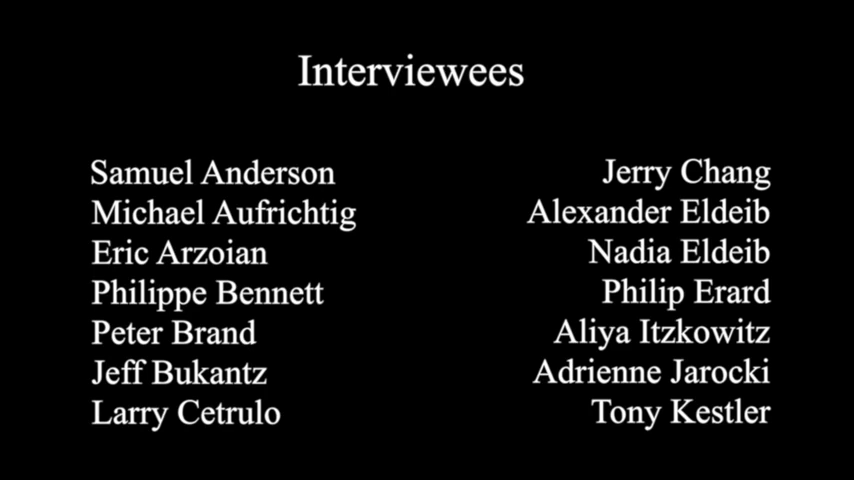 Interviewees
Samuel Anderson
Michael Aufrichtig
Eric Arzoian
Philippe Bennett
Peter Brand
Jeff Bukantz
Larry Cetrulo
Jerry Chang
Alexander Eldeib
Nadia Eldeib
Philip Erard
Aliya Itzkowitz
Adrienne Jarocki
Tony Kestler